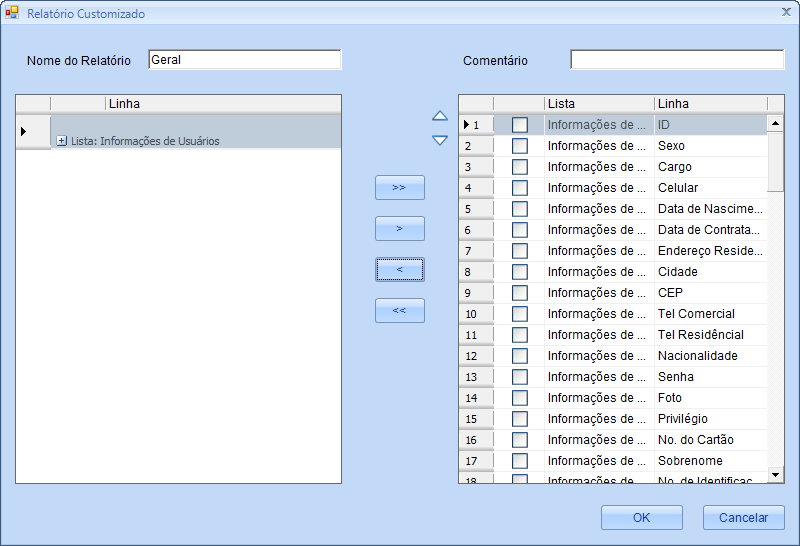 Relatório Customizado
Nome do Relatório Geral Comentário
Linha
Lista: Informações de Usuários
>>
>
<
<<
Lista Linha
1 Informações de ... ID
2 Informações de ... Sexo
3 Informações de ... Cargo
4 Informações de ... Celular
5 Informações de ... Data de Nascime...
6 Informações de ... Data de Contrata...
7 Informações de ... Endereço Reside...
8 Informações de ... Cidade
9 Informações de ... CEP
10 Informações de ... Tel Comercial
11 Informações de ... Tel Residêncial
12 Informações de ... Nacionalidade
13 Informações de ... Senha
14 Informações de ... Foto
15 Informações de ... Privilégio
16 Informações de ... No. do Cartão
17 Informações de ... Sobrenome
18 Informações de ... No. de Identificac...
OK Cancelar